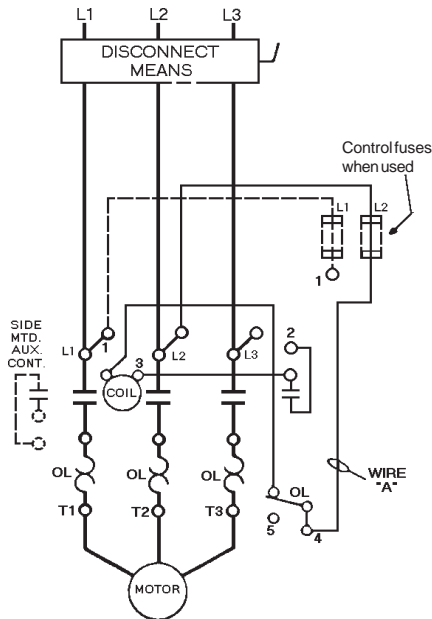 L1 L2 L3
DISCONNECT
MEANS
Control fuses
when used
L1 L2
1
SIDE
MTD.
AUX.
CONT.
1
L1 L2 L3
2
3
COIL
OL OL OL
T1 T2 T3
OL
5
4
WIRE
"A"
MOTOR